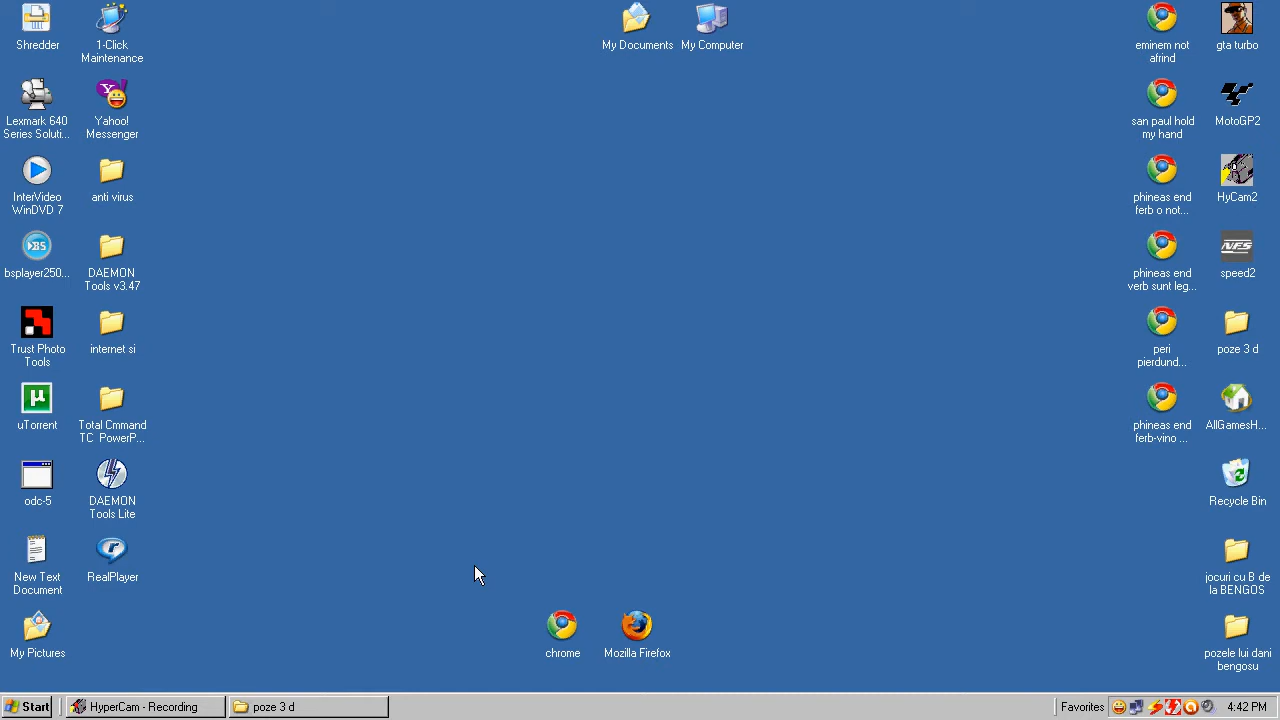 Shredder
1-Click
Maintenance
Lexmark 640
Series Soluti...
Yahoo!
Messenger
InterVideo
WinDVD 7
anti virus
bsplayer250...
DAEMON
Tools v3.47
Trust Photo
Tools
internet si
uTorrent
Total Cmmand
TC PowerP...
odc-5
DAEMON
Tools Lite
New Text
Document
RealPlayer
My Pictures
My Documents
My Computer
chrome
Mozilla Firefox
eminem not
afrind
gta turbo
san paul hold
my hand
MotoGP2
phineas end
ferb o not...
HyCam2
phineas end
verb sunt leg...
NFS
speed2
peri
pierdund...
poze 3 d
phineas end
ferb-vino ...
AllGamesH...
Recycle Bin
jocuri cu B de
la BENGOS
pozele lui dani
bengosu
Start
HyperCam - Recording
poze 3 d
Favorites
4:42 PM